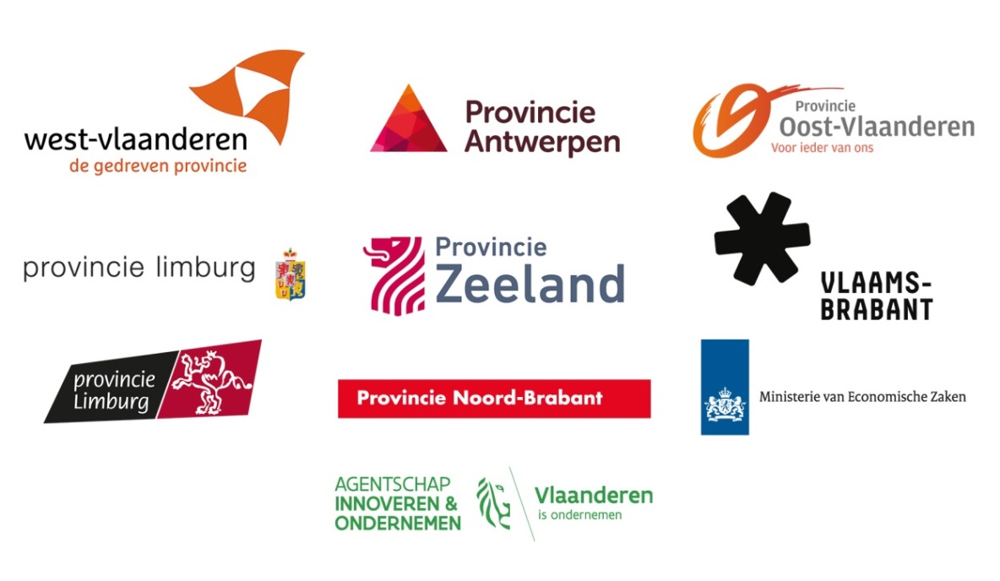 west-vlaanderen
de gedreven provincie
Provincie
Antwerpen
Provincie
Oost-Vlaanderen
Voor ieder van ons
provincie limburg
Provincie
Zeeland
VLAAMS-
BRABANT
provincie
Limburg
Provincie Noord-Brabant
Ministerie van Economische Zaken
AGENTSCHAP
INNOVEREN &
ONDERNEMEN
Vlaanderen
is ondernemen